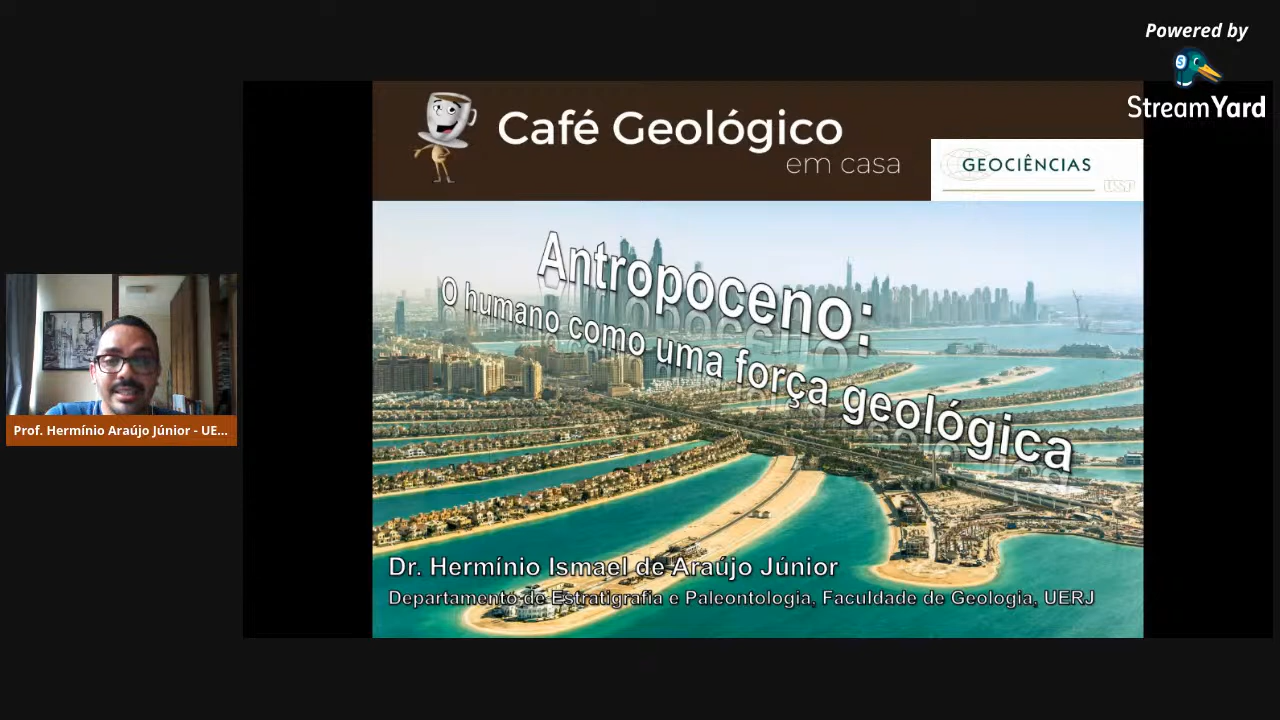 Powered by
StreamYard
Café Geológico
em casa
GEOCIÊNCIAS
USP
Antropoceno:
O humano como uma força geológica
Prof. Hermínio Araújo Júnior - UE...
Dr. Hermínio Ismael de Araújo Júnior
Departamento de Estratigrafia e Paleontologia, Faculdade de Geologia, UERJ